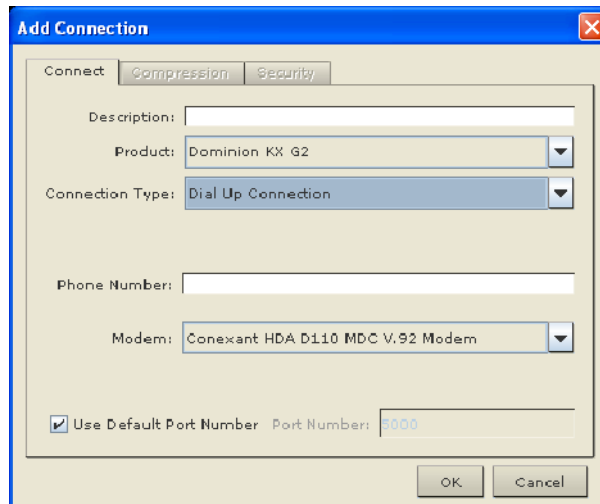 Add Connection
Connect Compression Security
Description:
Product: Dominion KX G2
Connection Type: Dial Up Connection
Phone Number:
Modem: Conexant HDA D110 MDC V.92 Modem
Use Default Port Number Port Number: 5000
OK Cancel